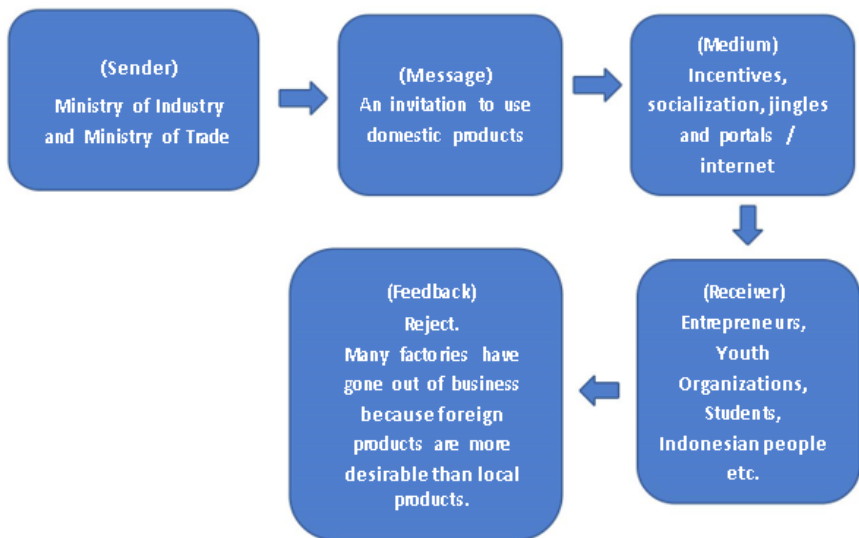 (Sender)
Ministry of Industry
and Ministry of Trade
(Message)
An invitation to use
domestic products
(Medium)
Incentives,
socialization, jingles
and portals /
internet
(Receiver)
Entrepreneurs,
Youth
Organizations,
Students,
Indonesian people
etc.
(Feedback)
Reject.
Many factories have
gone out of business
because foreign
products are more
desirable than local
products.